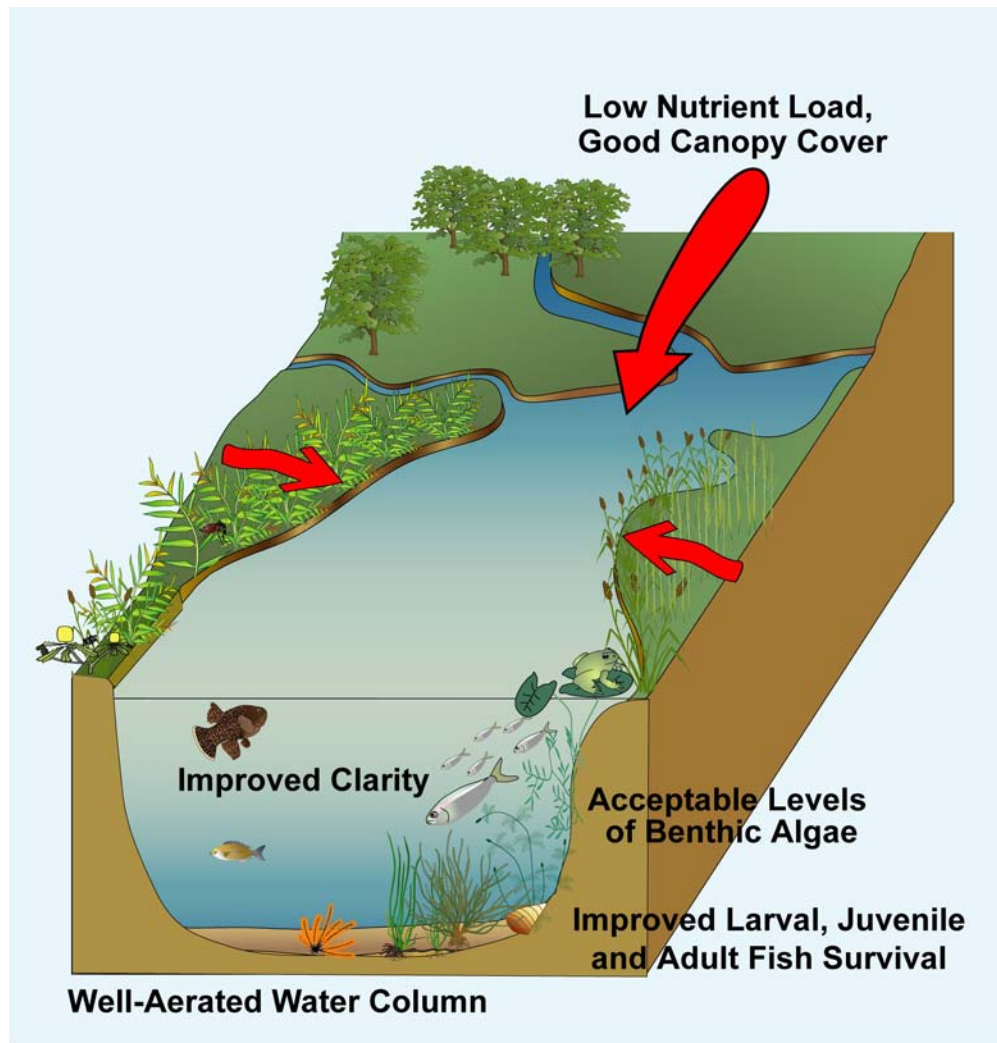 Low Nutrient Load,
Good Canopy Cover
Improved Clarity
Acceptable Levels
of Benthic Algae
Improved Larval, Juvenile
and Adult Fish Survival
Well-Aerated Water Column